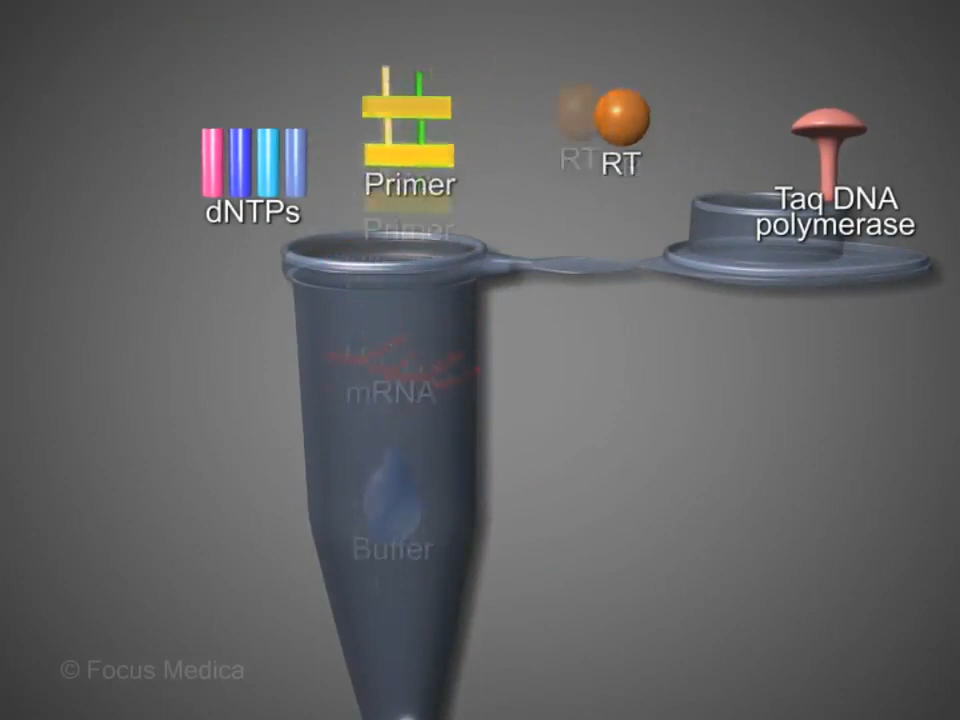 dNTPs
Primer
Primer
RT
RT
Taq DNA
polymerase
mRNA
Buffer
© Focus Medica